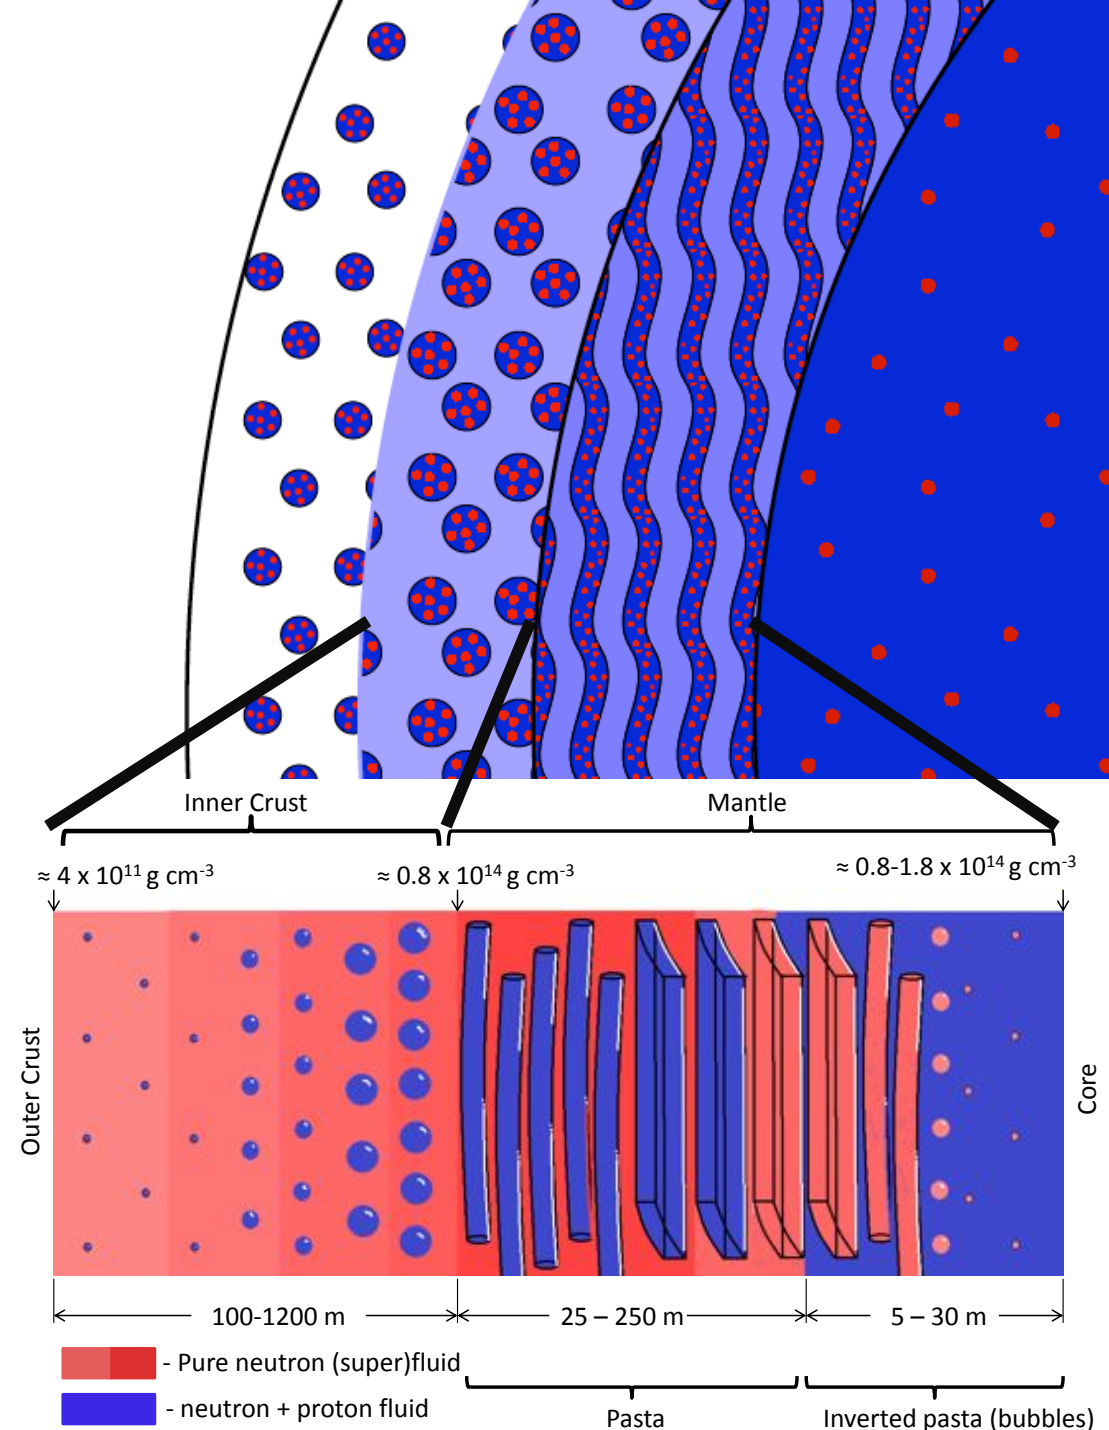 Inner Crust
Mantle
≈ 4 x 10¹¹ g cm⁻³
≈ 0.8 x 10¹⁴ g cm⁻³
≈ 0.8-1.8 x 10¹⁴ g cm⁻³
Outer Crust
Core
100-1200 m
25 – 250 m
5 – 30 m
- Pure neutron (super)fluid
- neutron + proton fluid
Pasta
Inverted pasta (bubbles)